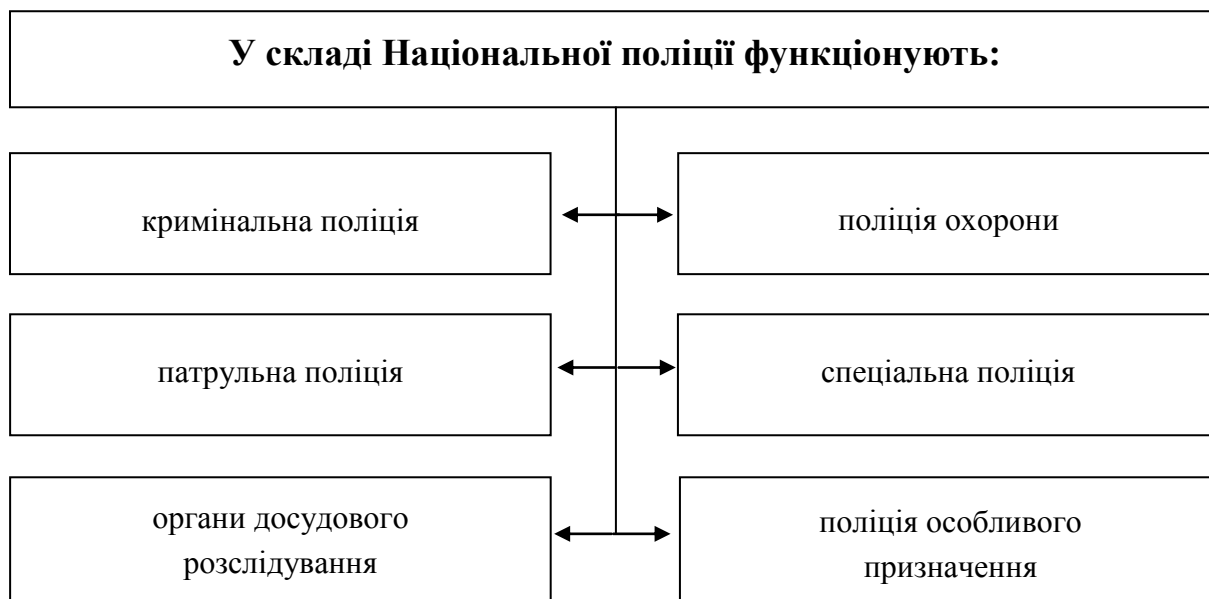 У складі Національної поліції функціонують:
кримінальна поліція
поліція охорони
патрульна поліція
спеціальна поліція
органи досудового
розслідування
поліція особливого
призначення